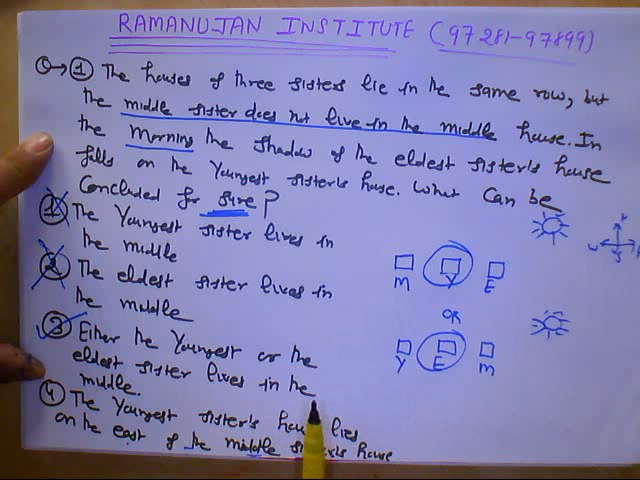 RAMANUJAN INSTITUTE (97281-97899)
Q→ ① The houses of three sisters lie in the same row, but
the middle sister does not live in the middle house. In
the morning the shadow of the eldest sister's house
falls on the Youngest sister's house. What Can be
Concluded for sure?
① The Youngest sister lives in
the middle
② The eldest sister lives in
the middle
③ Either the Youngest or the
eldest sister lives in the
middle.
④ The Youngest sister's house lies
on the east of the middle sister's house
M Y E
OR
Y E m
W S